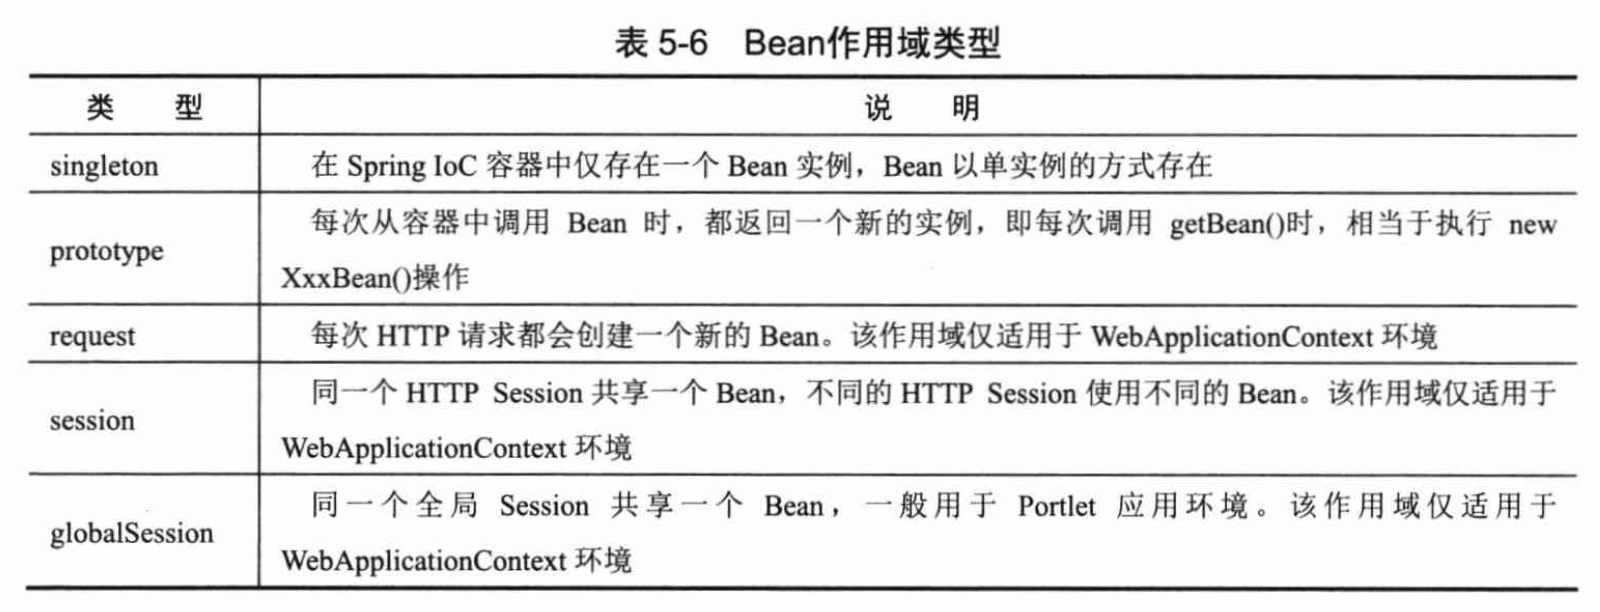 表 5-6 Bean作用域类型
类 型 说 明
singleton 在 Spring IoC 容器中仅存在一个 Bean 实例，Bean 以单实例的方式存在
prototype 每次从容器中调用 Bean 时，都返回一个新的实例，即每次调用 getBean()时，相当于执行 new
XxxBean()操作
request 每次 HTTP 请求都会创建一个新的 Bean。该作用域仅适用于 WebApplicationContext 环境
session 同一个 HTTP Session 共享一个 Bean，不同的 HTTP Session 使用不同的 Bean。该作用域仅适用于
WebApplicationContext 环境
globalSession 同一个全局 Session 共享一个 Bean，一般用于 Portlet 应用环境。该作用域仅适用于
WebApplicationContext 环境